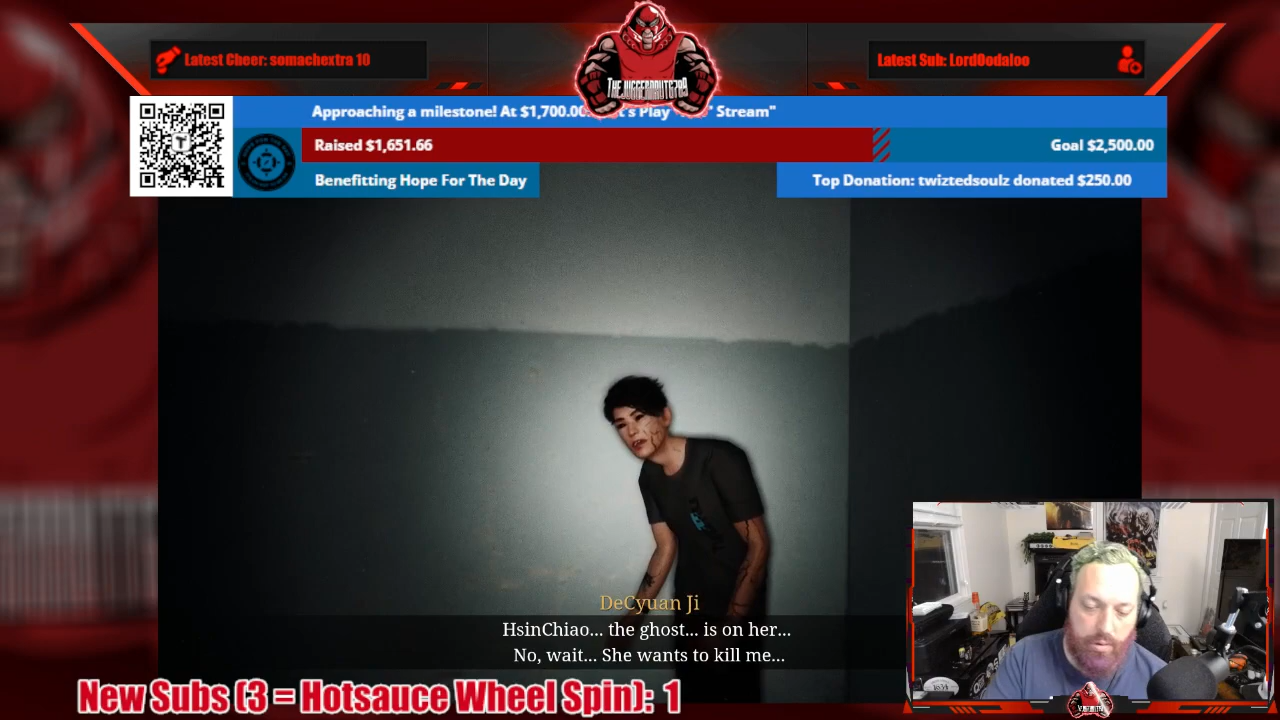 Latest Cheer: somachextra 10
THEJUGGERNAUT6789
Latest Sub: LordOodaloo
Approaching a milestone! At $1,700.00 Play Stream"
Raised $1,651.66
Goal $2,500.00
Benefitting Hope For The Day
Top Donation: twiztedsoulz donated $250.00
DeCyuan Ji
HsinChiao... the ghost... is on her...
No, wait... She wants to kill me...
New Subs (3 = Hotsauce Wheel Spin): 1